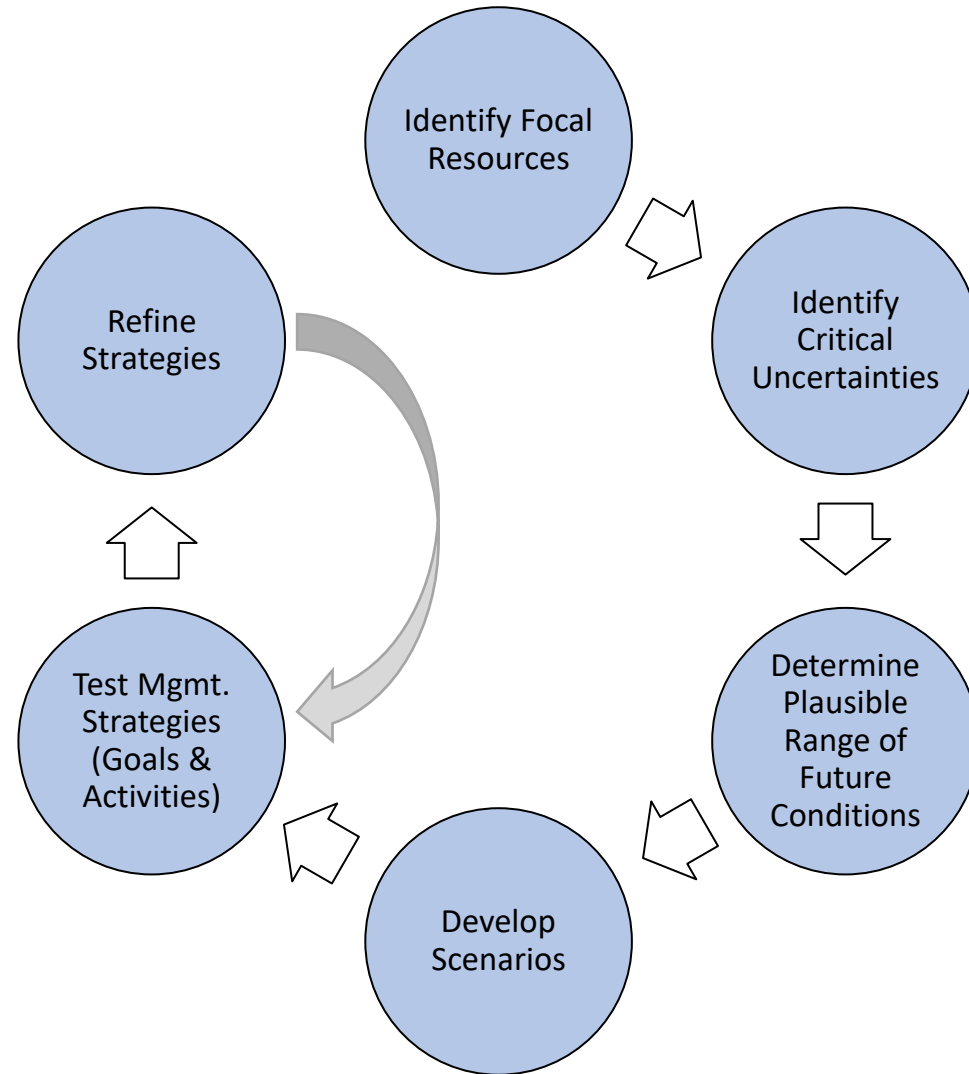 Identify Focal
Resources
Identify
Critical
Uncertainties
Determine
Plausible
Range of
Future
Conditions
Develop
Scenarios
Test Mgmt.
Strategies
(Goals &
Activities)
Refine
Strategies